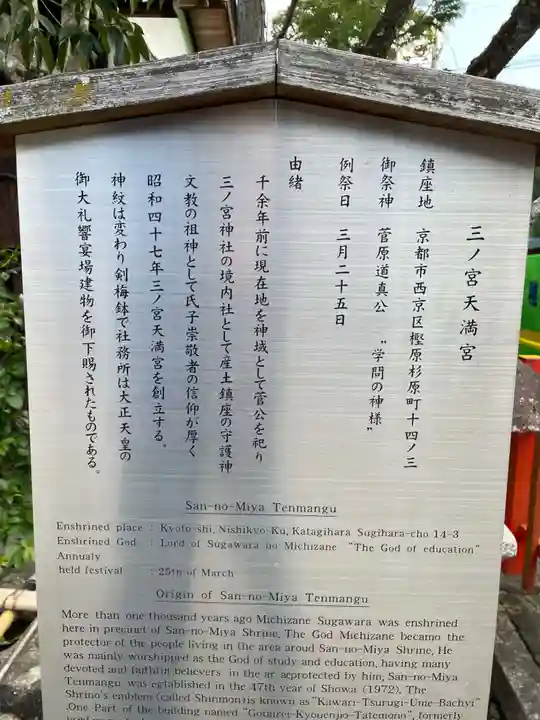 三ノ宮天満宮
鎮座地　京都市西京区樫原杉原町十四ノ三
御祭神　菅原道真公　“学問の神様”
例祭日　三月二十五日
由緒
千余年前に現在地を神域として菅公を祀り
三ノ宮神社の境内社として産土鎮座の守護神
文教の祖神として氏子崇敬者の信仰が厚く
昭和四十七年三ノ宮天満宮を創立する。
神紋は変わり剣梅鉢で社務所は大正天皇の
御大礼響宴場建物を御下賜されたものである。
San-no-Miya Tenmangu
Enshrined place : Kyoto-shi, Nishikyo-Ku, Katagihara Sugihara-cho 14-3
Enshrined God : Lord of Sugawara no Michizane "The God of education"
Annualy
held festival : 25th of March
Origin of San-no-Miya Tenmangu
More than one thousands years ago Michizane Sugawara was enshrined
here in precinct of San-no-Miya Shrine, The God Michizane became the
protector of the people living in the area aroud San-no-Miya Shrine, He
was mainly worshipped as the God of study and education, having many
devoted and faithful believers in the ar aeprotected by him, San-no-Miya
Tenmangu was egtablished in the 47th year of Showa (1972), The
Shrino's emblem (called Shinmon) is known as "Kawari-Tsurugi-Ume-Bachyi"
.One Part of the building named "Gotairei-Kyouenjo-Tatemono", formerly